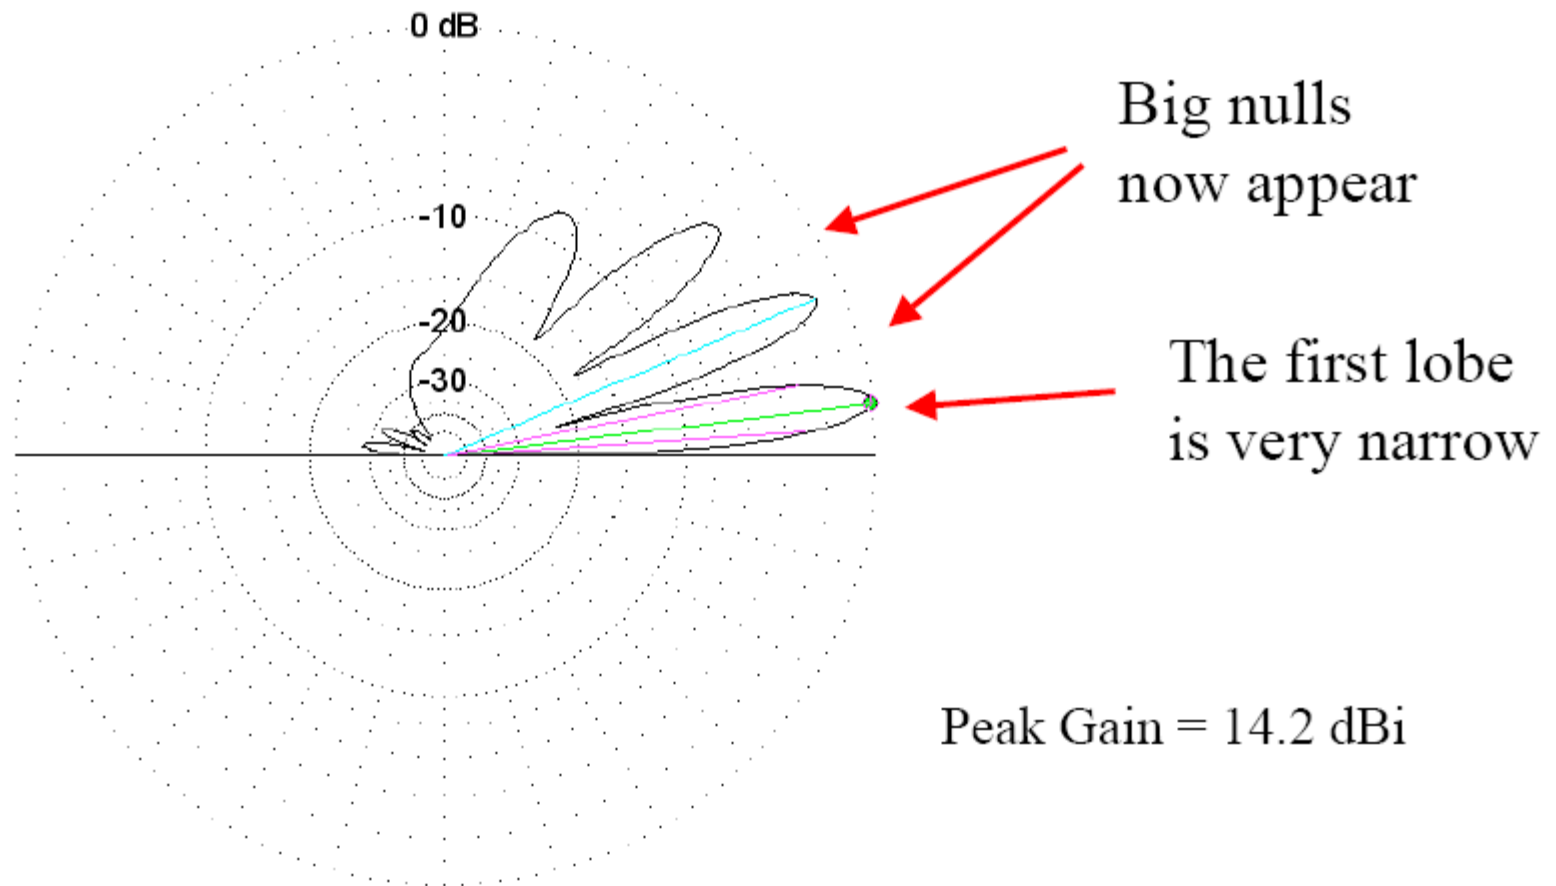 0 dB
Big nulls
now appear
-10
-20
-30
The first lobe
is very narrow
Peak Gain = 14.2 dBi